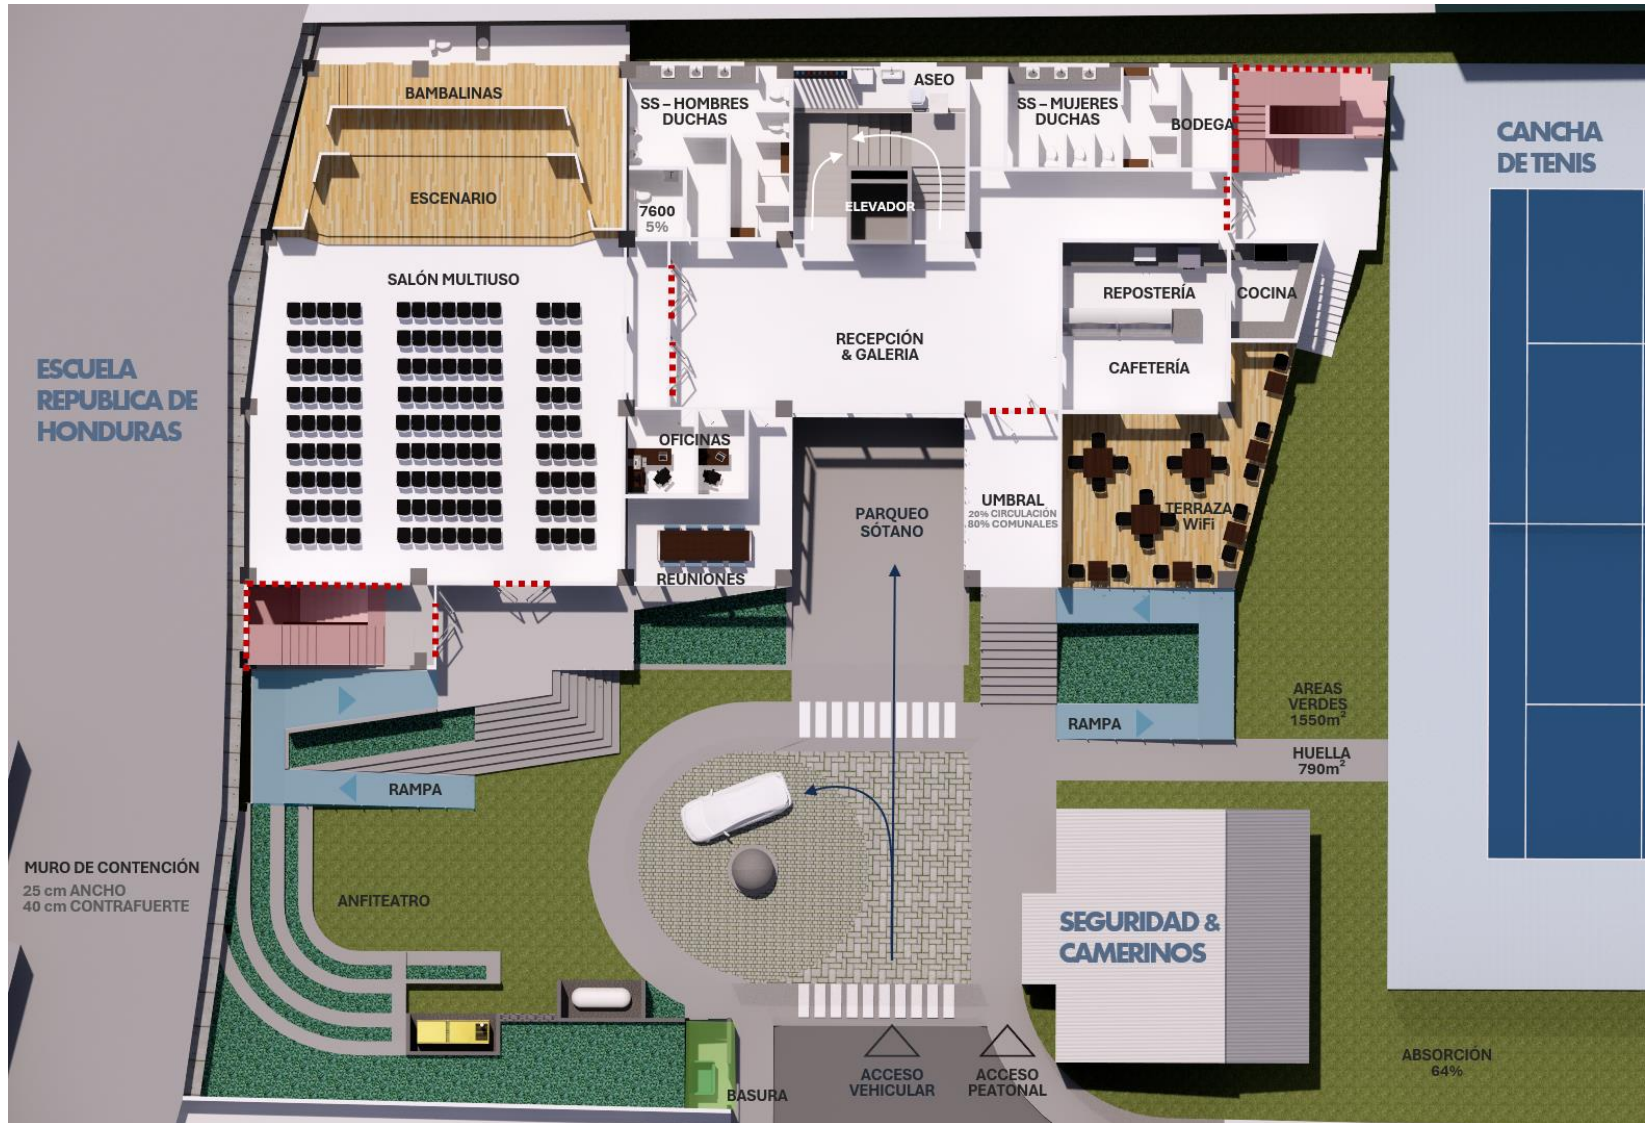 BAMBALINAS
SS – HOMBRES
DUCHAS
ASEO
SS – MUJERES
DUCHAS
BODEGA
CANCHA
DE TENIS
ESCENARIO
7600
5%
ELEVADOR
SALÓN MULTIUSO
REPOSTERÍA
COCINA
RECEPCIÓN
& GALERIA
CAFETERÍA
ESCUELA
REPUBLICA DE
HONDURAS
OFICINAS
PARQUEO
SÓTANO
UMBRAL
20% CIRCULACIÓN
80% COMUNALES
TERRAZA
WiFi
REUNIONES
AREAS
VERDES
1550m²
RAMPA
HUELLA
790m²
RAMPA
MURO DE CONTENCIÓN
25 cm ANCHO
40 cm CONTRAFUERTE
ANFITEATRO
SEGURIDAD &
CAMERINOS
ABSORCIÓN
64%
BASURA
ACCESO
VEHICULAR
ACCESO
PEATONAL